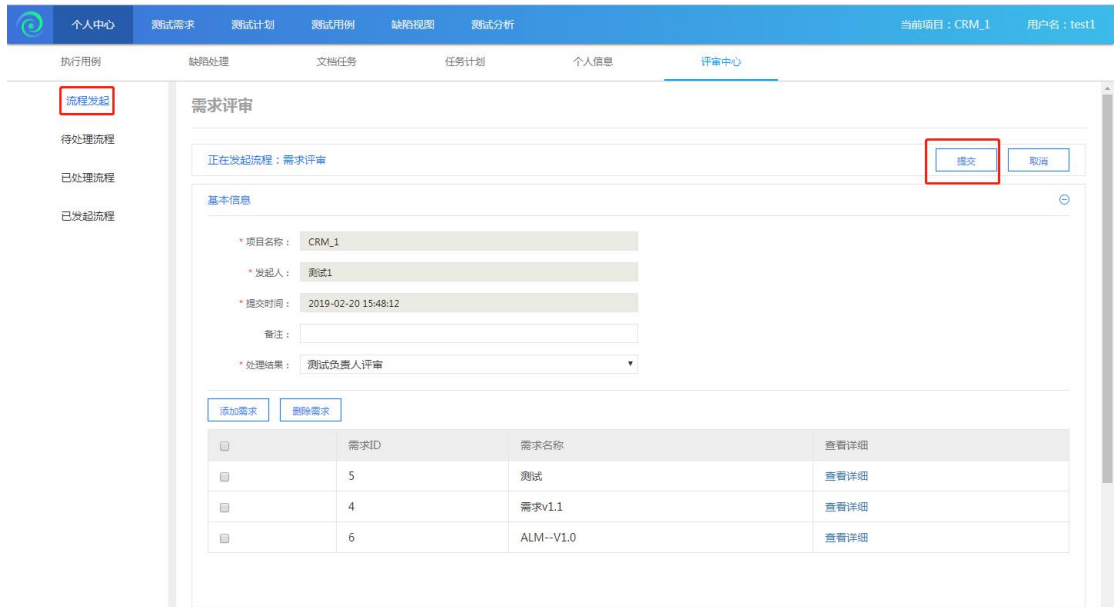 个人中心 测试需求 测试计划 测试用例 缺陷视图 测试分析 当前项目：CRM_1 用户名：test1
执行用例 缺陷处理 文档任务 任务计划 个人信息 评审中心
流程发起
待处理流程
已处理流程
已发起流程
需求评审
正在发起流程：需求评审 提交 取消
基本信息
* 项目名称： CRM_1
* 发起人： 测试1
* 提交时间： 2019-02-20 15:48:12
备注：
* 处理结果： 测试负责人评审
添加需求 删除需求
需求ID 需求名称 查看详细
5 测试 查看详细
4 需求v1.1 查看详细
6 ALM--V1.0 查看详细